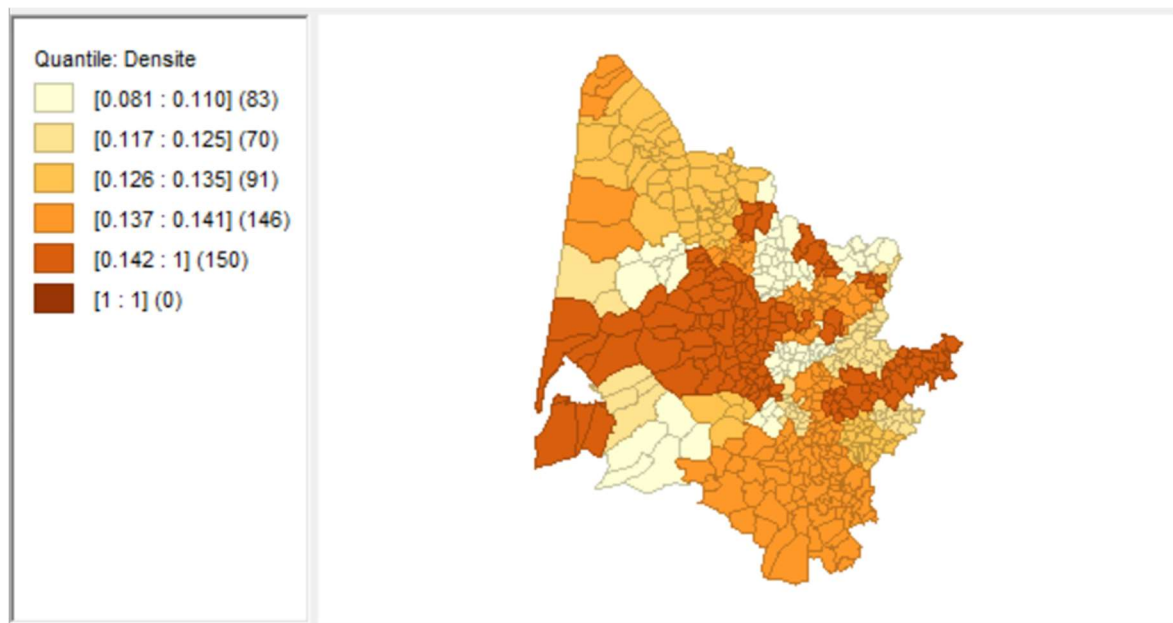 Quantile: Densite
[0.081 : 0.110] (83)
[0.117 : 0.125] (70)
[0.126 : 0.135] (91)
[0.137 : 0.141] (146)
[0.142 : 1] (150)
[1 : 1] (0)